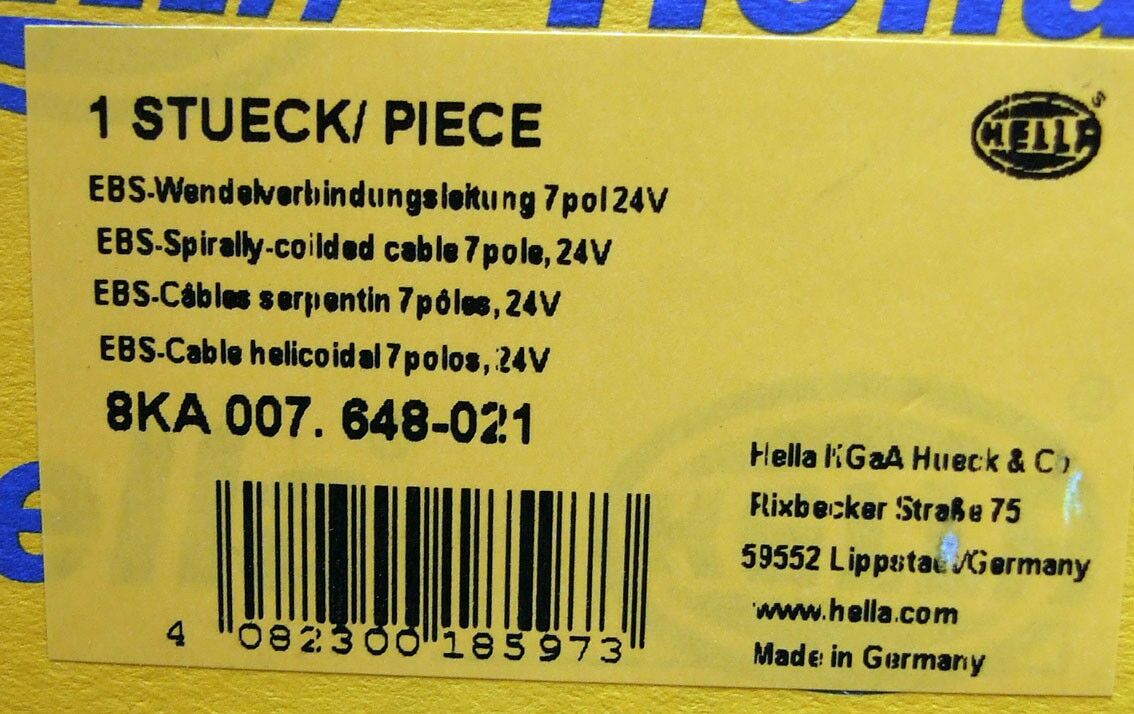 Hella
1 STUECK/ PIECE
HELLA
EBS-Wendelverbindungsleitung 7pol 24V
EBS-Spirally-coilded cable 7pole, 24V
EBS-Câbles serpentin 7pôles, 24V
EBS-Cable helicoidal 7polos, 24V
8KA 007. 648-021
Hella KGaA Hueck & Co
Rixbecker Straße 75
59552 Lippstadt/Germany
www.hella.com
Made in Germany
4 082300 185973